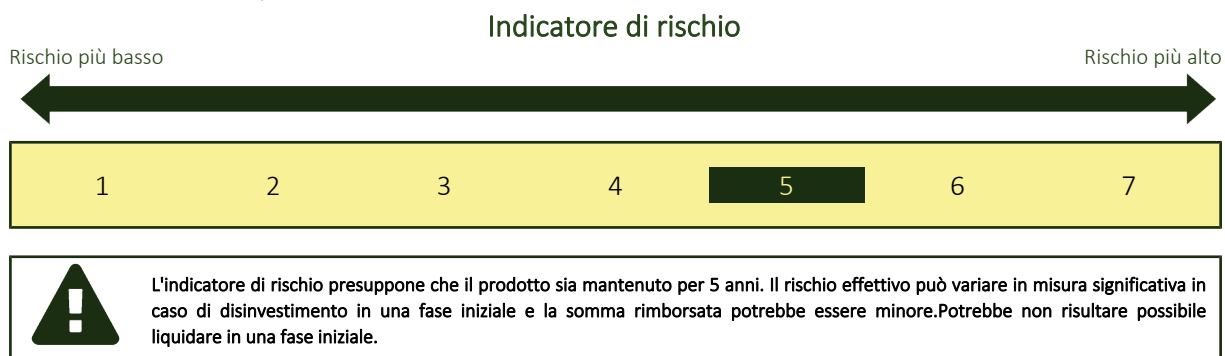 Indicatore di rischio
Rischio più basso
Rischio più alto
1 2 3 4 5 6 7
L'indicatore di rischio presuppone che il prodotto sia mantenuto per 5 anni. Il rischio effettivo può variare in misura significativa in
caso di disinvestimento in una fase iniziale e la somma rimborsata potrebbe essere minore.Potrebbe non risultare possibile
liquidare in una fase iniziale.